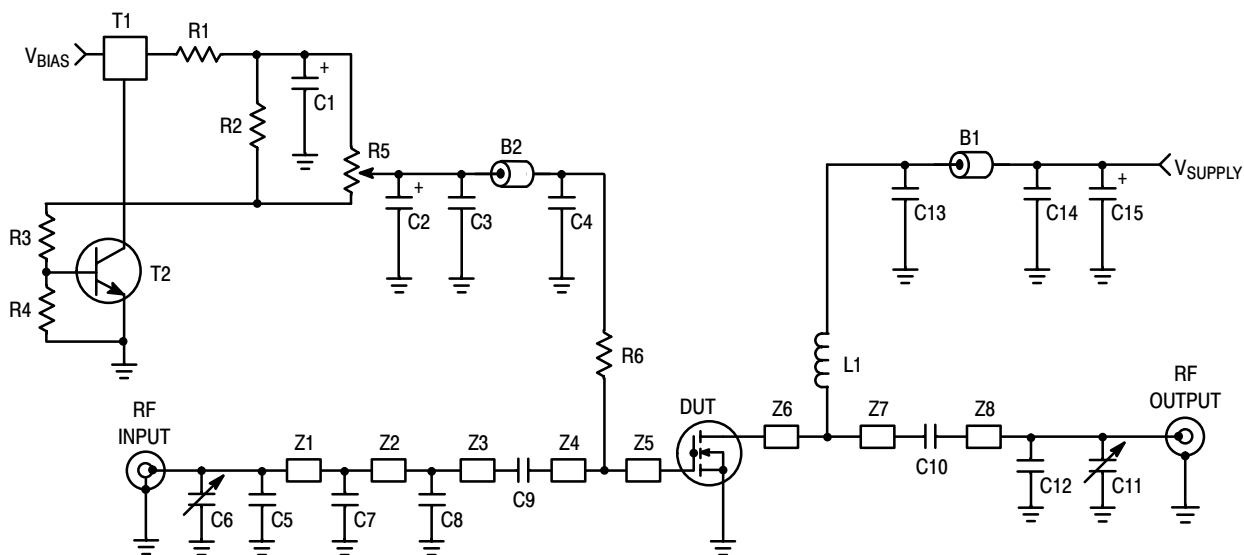 T1
R1
V BIAS
+
C1
R2
R5
B2
B1
+
C2
C3
C4
C13
C14
+
C15
V SUPPLY
R3
T2
R4
R6
L1
RF
INPUT
DUT
RF
OUTPUT
Z1
Z2
Z3
Z4
Z5
Z6
Z7
Z8
C9
C10
C6
C5
C7
C8
C12
C11